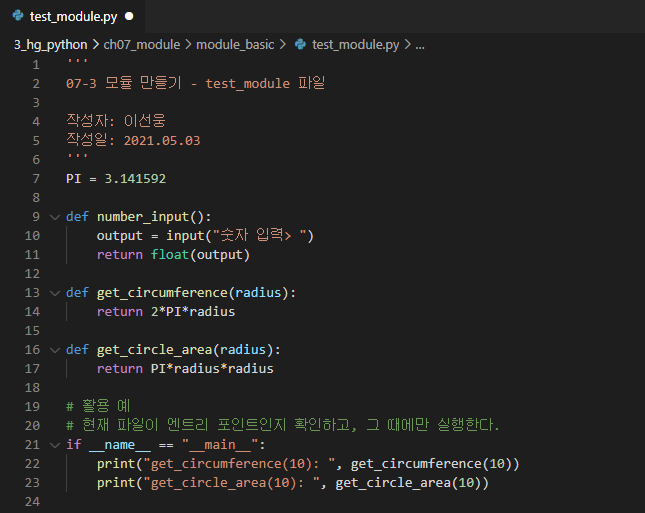 test_module.py
3_hg_python > ch07_module > module_basic > test_module.py > ...
1 '''
2 07-3 모듈 만들기 - test_module 파일
3
4 작성자: 이선웅
5 작성일: 2021.05.03
6 '''
7 PI = 3.141592
8
9 def number_input():
10     output = input("숫자 입력> ")
11     return float(output)
12
13 def get_circumference(radius):
14     return 2*PI*radius
15
16 def get_circle_area(radius):
17     return PI*radius*radius
18
19 # 활용 예
20 # 현재 파일이 엔트리 포인트인지 확인하고, 그 때에만 실행한다.
21 if __name__ == "__main__":
22     print("get_circumference(10): ", get_circumference(10))
23     print("get_circle_area(10): ", get_circle_area(10))
24